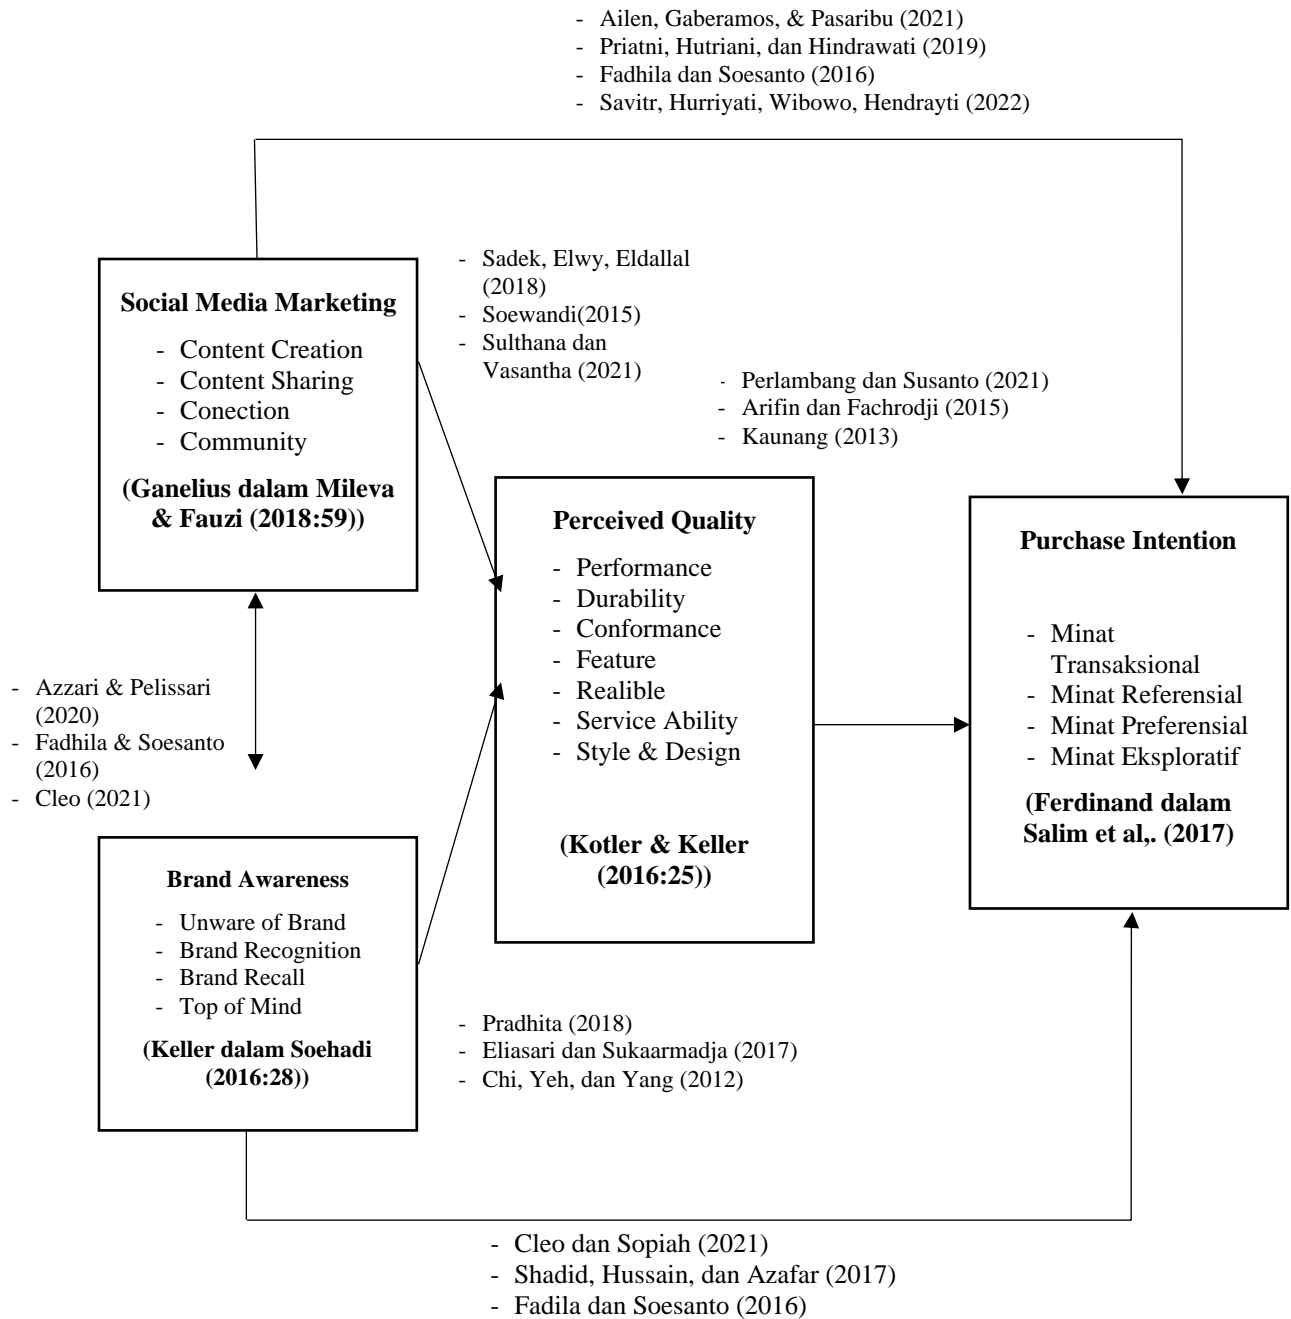 - Ailen, Gaberamos, & Pasaribu (2021)
- Priatni, Hutriani, dan Hindrawati (2019)
- Fadhila dan Soesanto (2016)
- Savitr, Hurriyati, Wibowo, Hendrayti (2022)
Social Media Marketing
- Content Creation
- Content Sharing
- Conection
- Community
(Ganelius dalam Mileva
& Fauzi (2018:59))
- Sadek, Elwy, Eldallal
(2018)
- Soewandi(2015)
- Sulthana dan
Vasantha (2021)
- Perlambang dan Susanto (2021)
- Arifin dan Fachrodji (2015)
- Kaunang (2013)
Perceived Quality
- Performance
- Durability
- Conformance
- Feature
- Realible
- Service Ability
- Style & Design
(Kotler & Keller
(2016:25))
Purchase Intention
- Minat
Transaksional
- Minat Referensial
- Minat Preferensial
- Minat Eksploratif
(Ferdinand dalam
Salim et al,. (2017)
- Azzari & Pelissari
(2020)
- Fadhila & Soesanto
(2016)
- Cleo (2021)
Brand Awareness
- Unware of Brand
- Brand Recognition
- Brand Recall
- Top of Mind
(Keller dalam Soehadi
(2016:28))
- Pradhita (2018)
- Eliasari dan Sukaarmadja (2017)
- Chi, Yeh, dan Yang (2012)
- Cleo dan Sopiah (2021)
- Shadid, Hussain, dan Azafar (2017)
- Fadila dan Soesanto (2016)